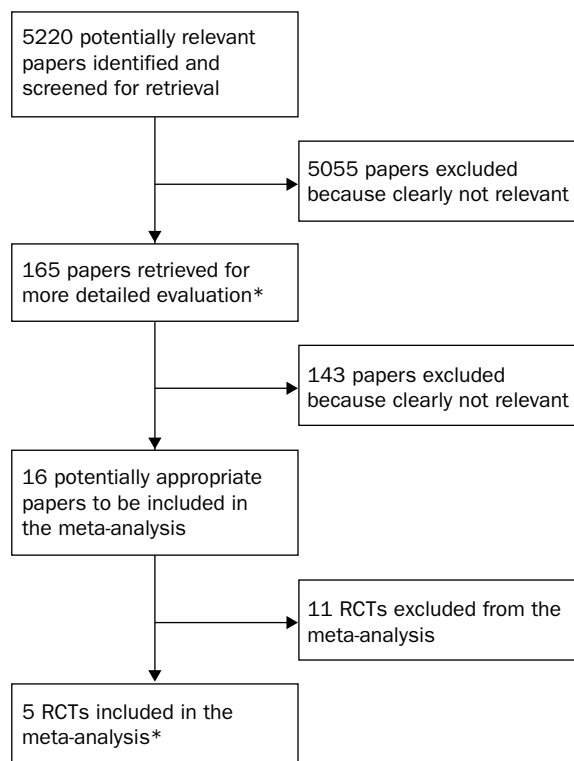 5220 potentially relevant
papers identified and
screened for retrieval
5055 papers excluded
because clearly not relevant
165 papers retrieved for
more detailed evaluation*
143 papers excluded
because clearly not relevant
16 potentially appropriate
papers to be included in
the meta-analysis
11 RCTs excluded from the
meta-analysis
5 RCTs included in the
meta-analysis*